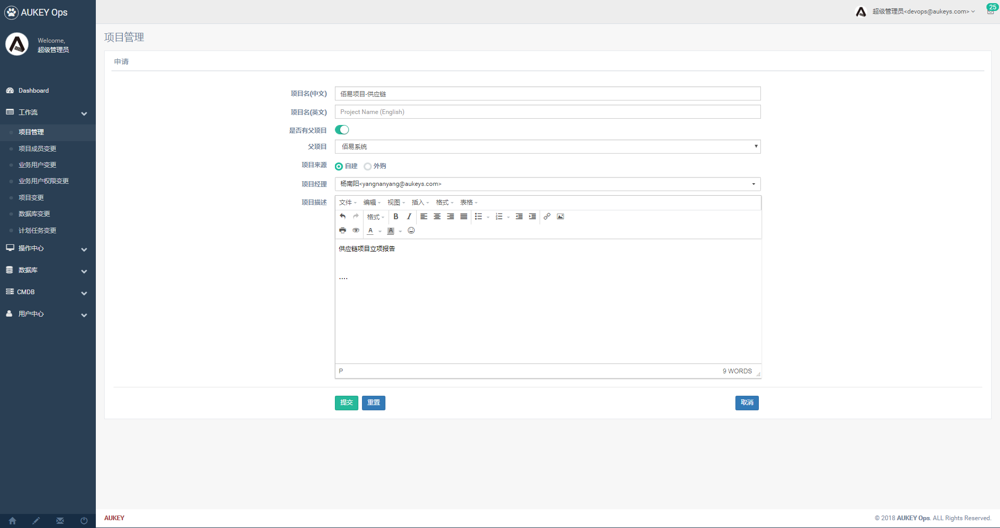 AUKEY Ops
超级管理员<devops@aukeys.com>
25
Welcome,
超级管理员
Dashboard
工作流
项目管理
项目成员变更
业务用户变更
业务用户权限变更
项目变更
数据库变更
计划任务变更
操作中心
数据库
CMDB
用户中心
项目管理
申请
项目名(中文) 佰易项目-供应链
项目名(英文) Project Name (English)
是否有父项目
父项目 佰易系统
项目来源 自建 外购
项目经理 杨南阳<yangnanyang@aukeys.com>
项目描述 文件 编辑 视图 插入 格式 表格
格式 B I
A A
供应链项目立项报告
....
P 9 WORDS
提交 重置 取消
AUKEY
© 2018 AUKEY Ops. ALL Rights Reserved.